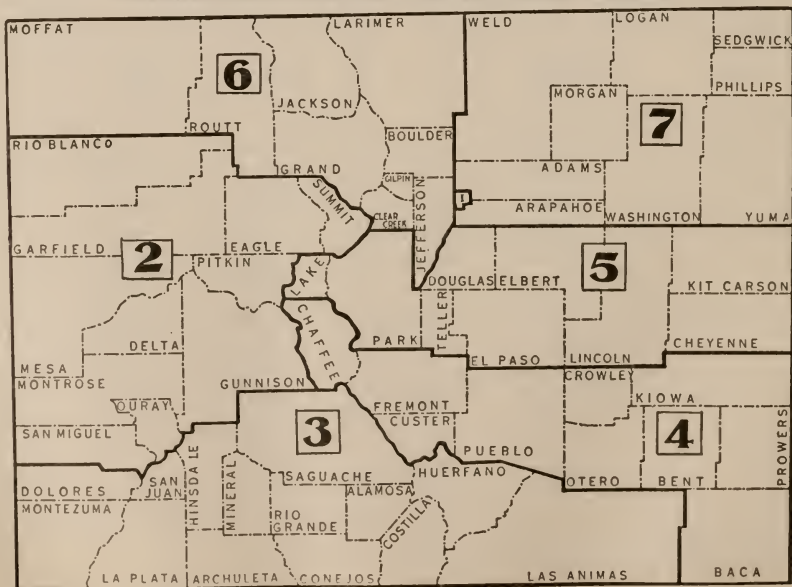 MOFFAT
LARIMER
WELD
LOGAN
SEDGWICK
6
JACKSON
MORGAN
PHILLIPS
ROUTT
BOULDER
7
RIO BLANCO
GRAND
GILPIN
ADAMS
SUMMIT
CLEAR CREEK
JEFFERSON
1
ARAPAHOE
WASHINGTON
YUMA
GARFIELD
2
EAGLE
PITKIN
LAKE
DOUGLAS
ELBERT
5
KIT CARSON
CHAFFEE
TELLER
DELTA
PARK
MESA
EL PASO
LINCOLN
CHEYENNE
MONTROSE
GUNNISON
CROWLEY
OURAY
FREMONT
KIOWA
SAN MIGUEL
3
CUSTER
4
PROWERS
PUEBLO
DOLORES
SAN JUAN
HINSDALE
MINERAL
SAGUACHE
HUERFANO
OTERO
BENT
MONTEZUMA
ALAMOSA
RIO GRANDE
COSTILLA
LA PLATA
ARCHULETA
CONEJOS
LAS ANIMAS
BACA